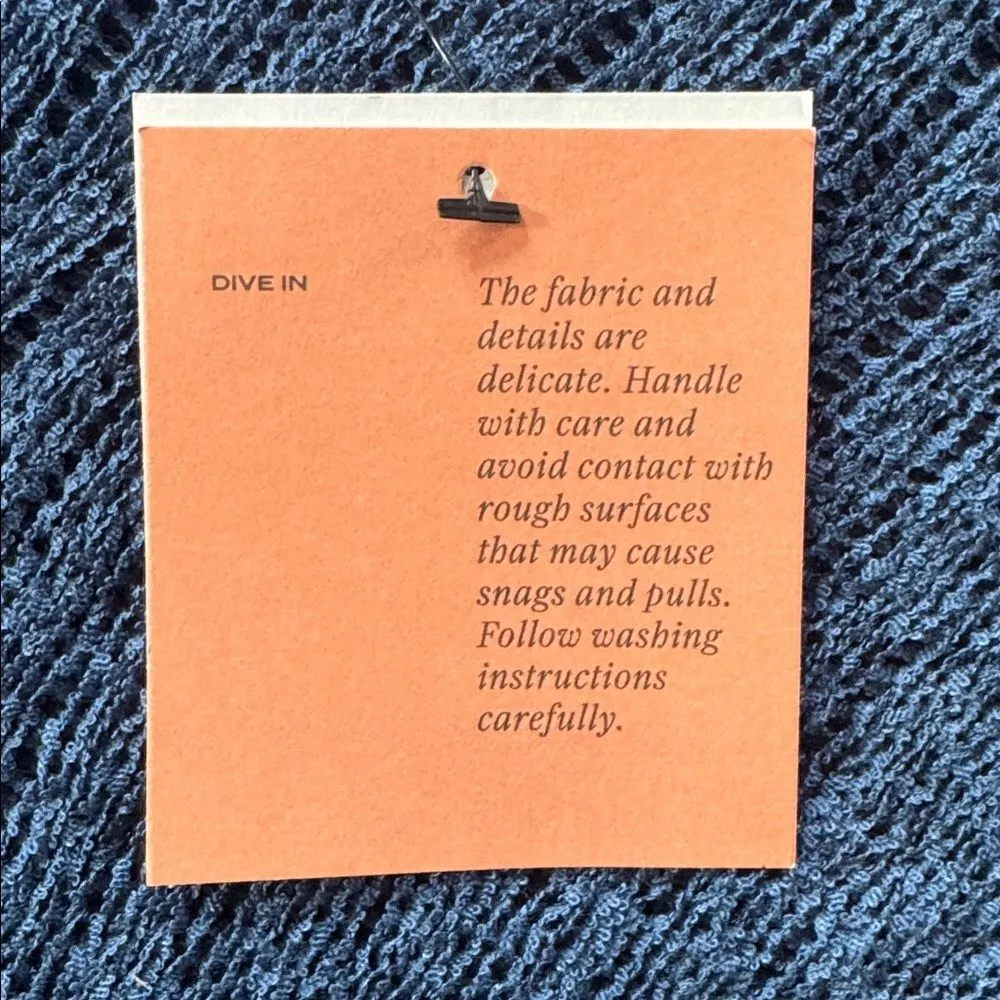 DIVE IN
The fabric and
details are
delicate. Handle
with care and
avoid contact with
rough surfaces
that may cause
snags and pulls.
Follow washing
instructions
carefully.